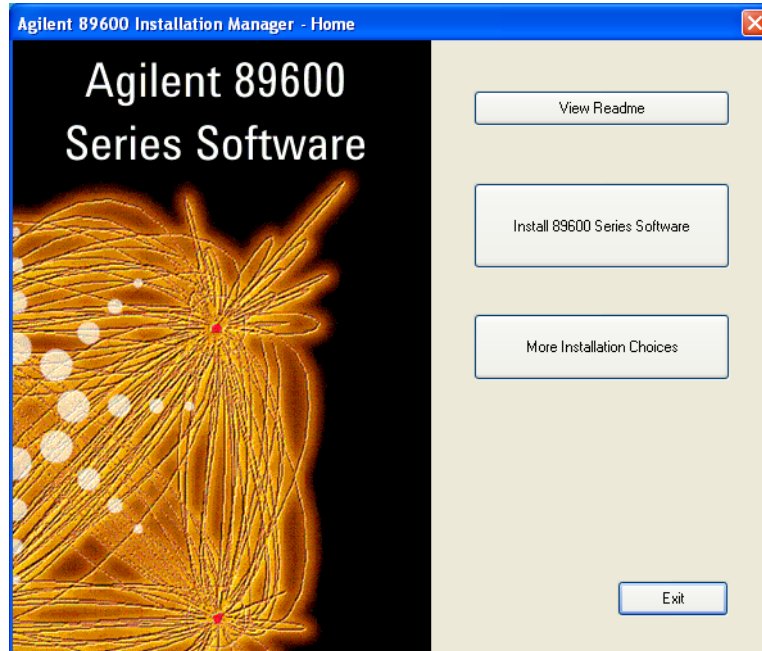 Agilent 89600 Installation Manager - Home
Agilent 89600
Series Software
View Readme
Install 89600 Series Software
More Installation Choices
Exit